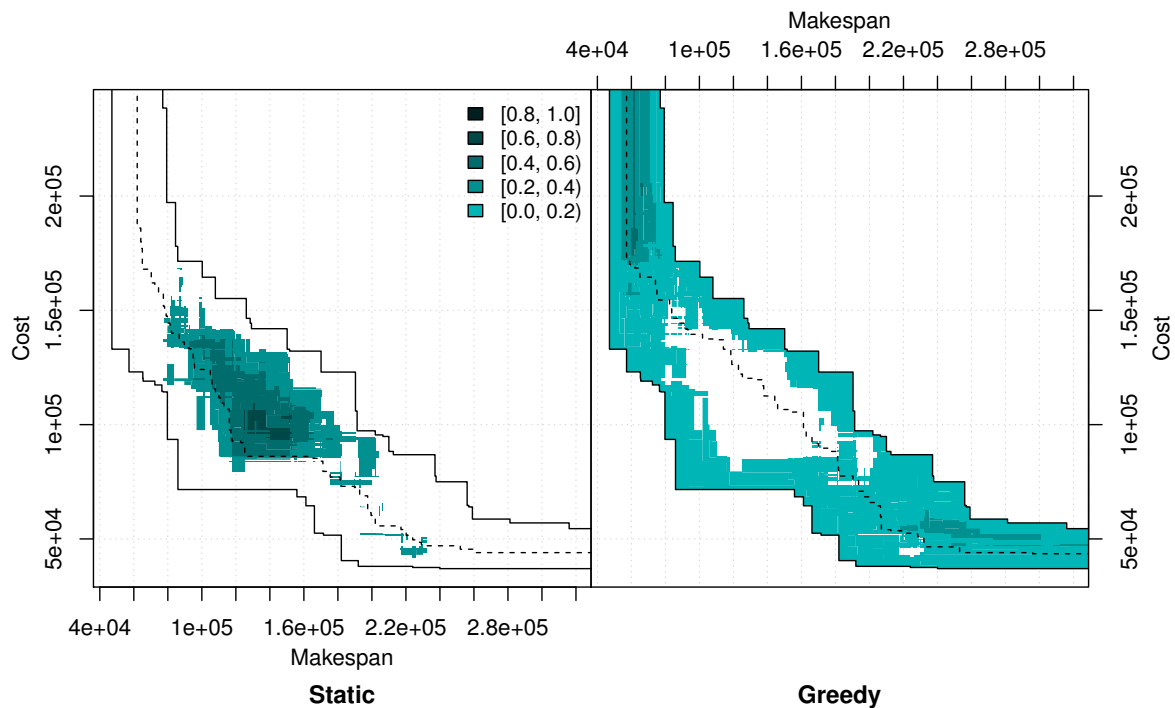 Makespan
4e+04 1e+05 1.6e+05 2.2e+05 2.8e+05
[0.8, 1.0]
[0.6, 0.8)
[0.4, 0.6)
[0.2, 0.4)
[0.0, 0.2)
Cost
5e+04 1e+05 1.5e+05 2e+05
5e+04 1e+05 1.5e+05 2e+05
Cost
4e+04 1e+05 1.6e+05 2.2e+05 2.8e+05
Makespan
Static
Greedy